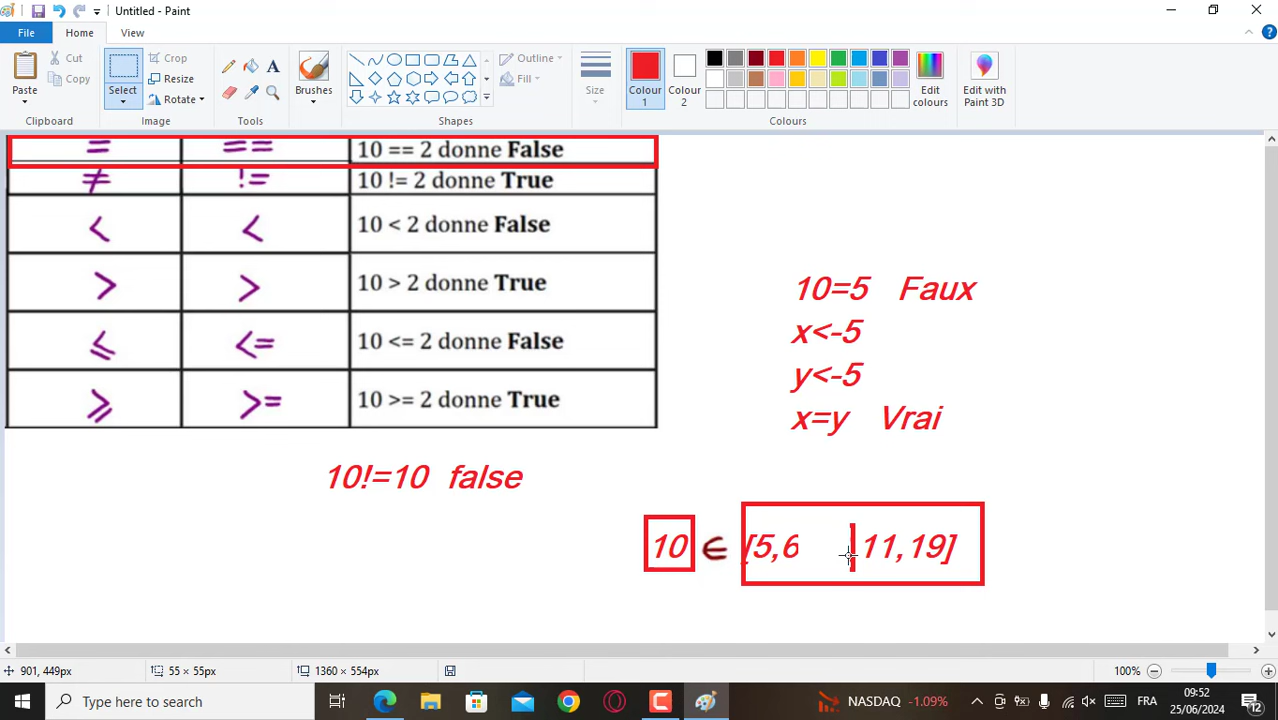 Untitled - Paint
File
Home
View
Paste
Cut
Copy
Clipboard
Select
Crop
Resize
Rotate
Image
A
Tools
Brushes
Outline
Fill
Shapes
Size
Colour 1
Colour 2
Edit colours
Colours
Edit with Paint 3D
= == 10 == 2 donne False
≠ != 10 != 2 donne True
< < 10 < 2 donne False
> > 10 > 2 donne True
≤ <= 10 <= 2 donne False
≥ >= 10 >= 2 donne True
10=5 Faux
x<-5
y<-5
x=y Vrai
10!=10 false
10 ∈ [5,6 11,19]
901, 449px
55 × 55px
1360 × 554px
100%
Type here to search
NASDAQ -1.09%
FRA
09:52
25/06/2024
12